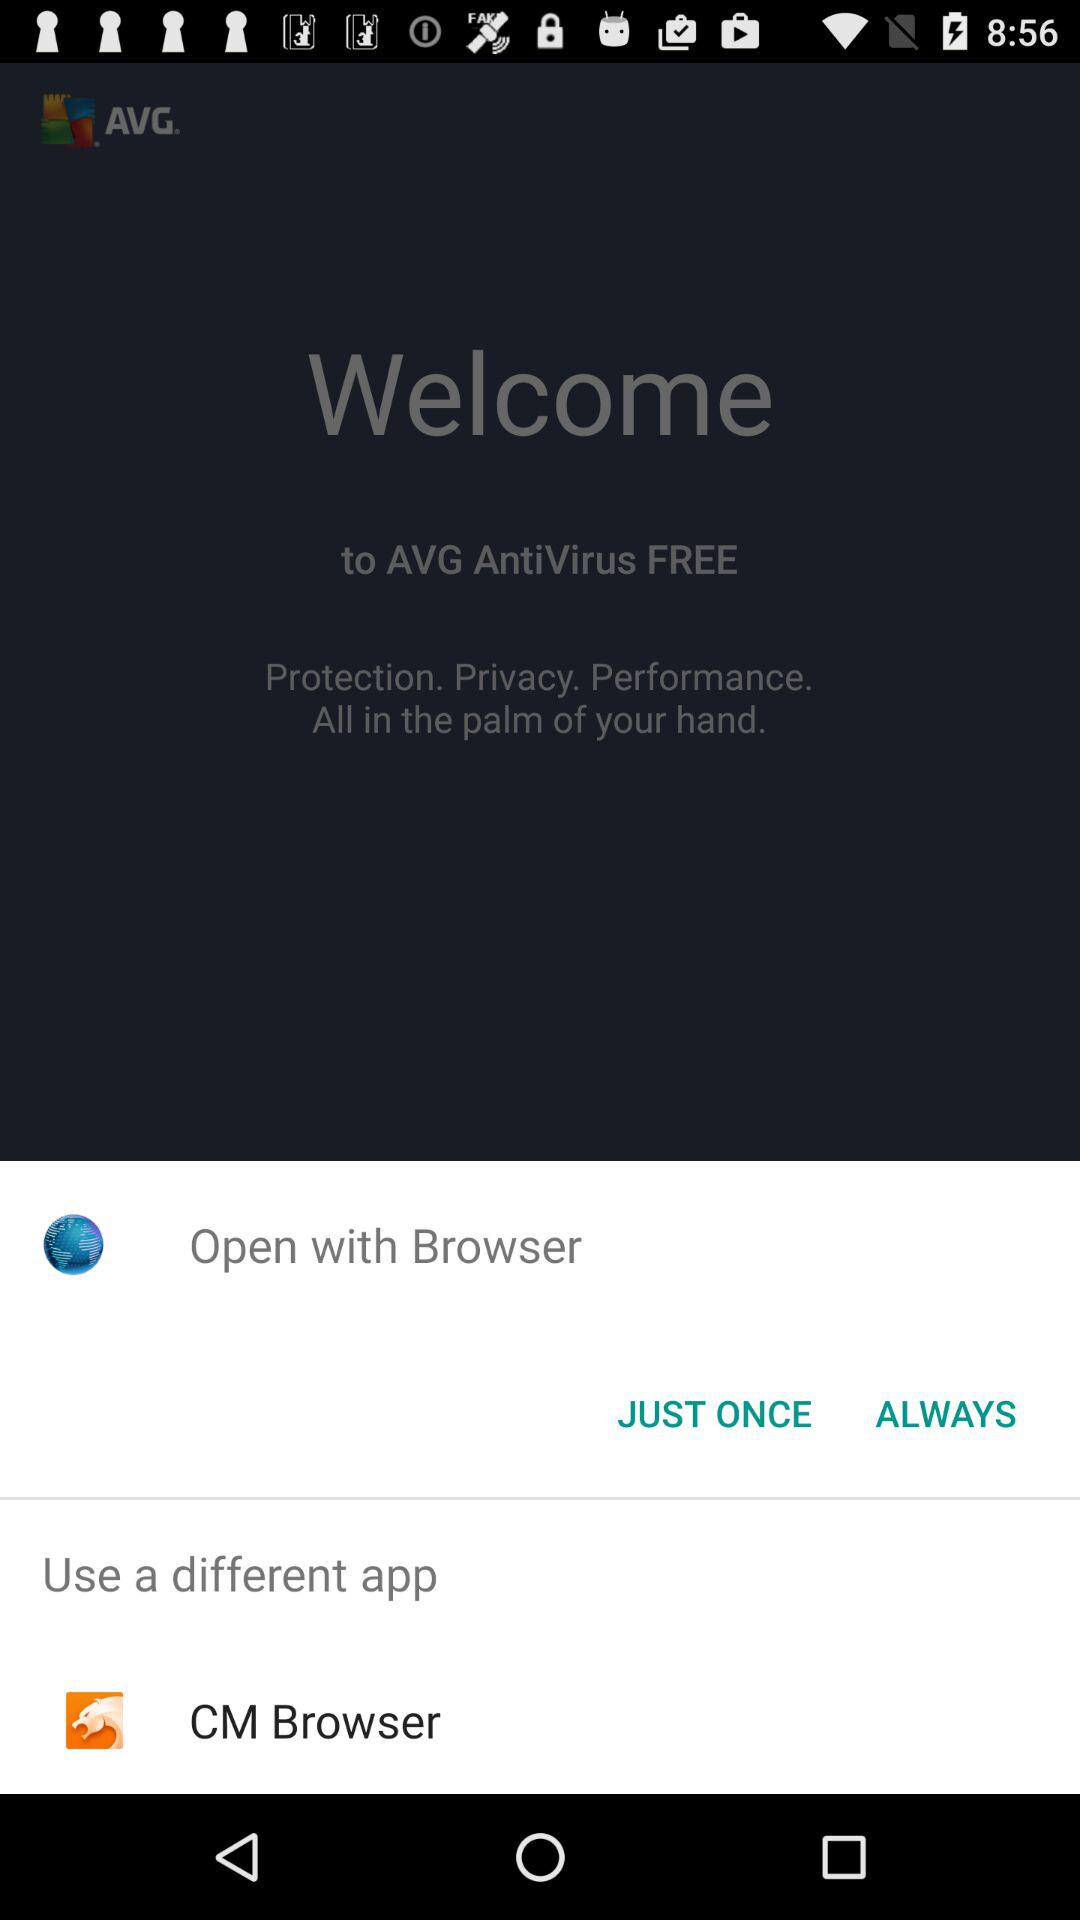 FAKE
8:56
AVG.
Welcome
to AVG AntiVirus FREE
Protection. Privacy. Performance.
All in the palm of your hand.
Open with Browser
JUST ONCE
ALWAYS
Use a different app
CM Browser